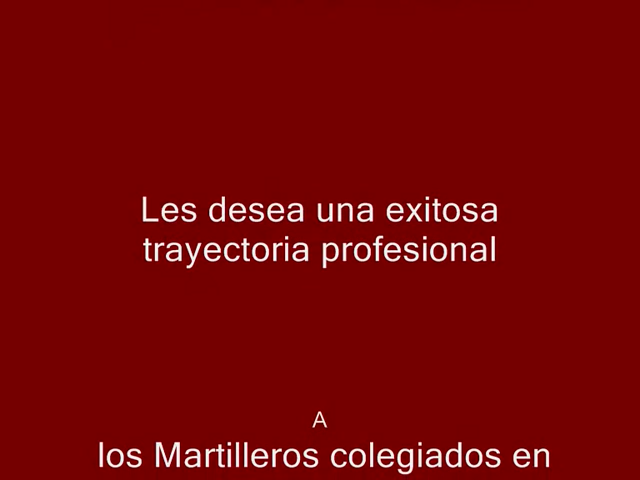 Les desea una exitosa
trayectoria profesional
A
los Martilleros colegiados en